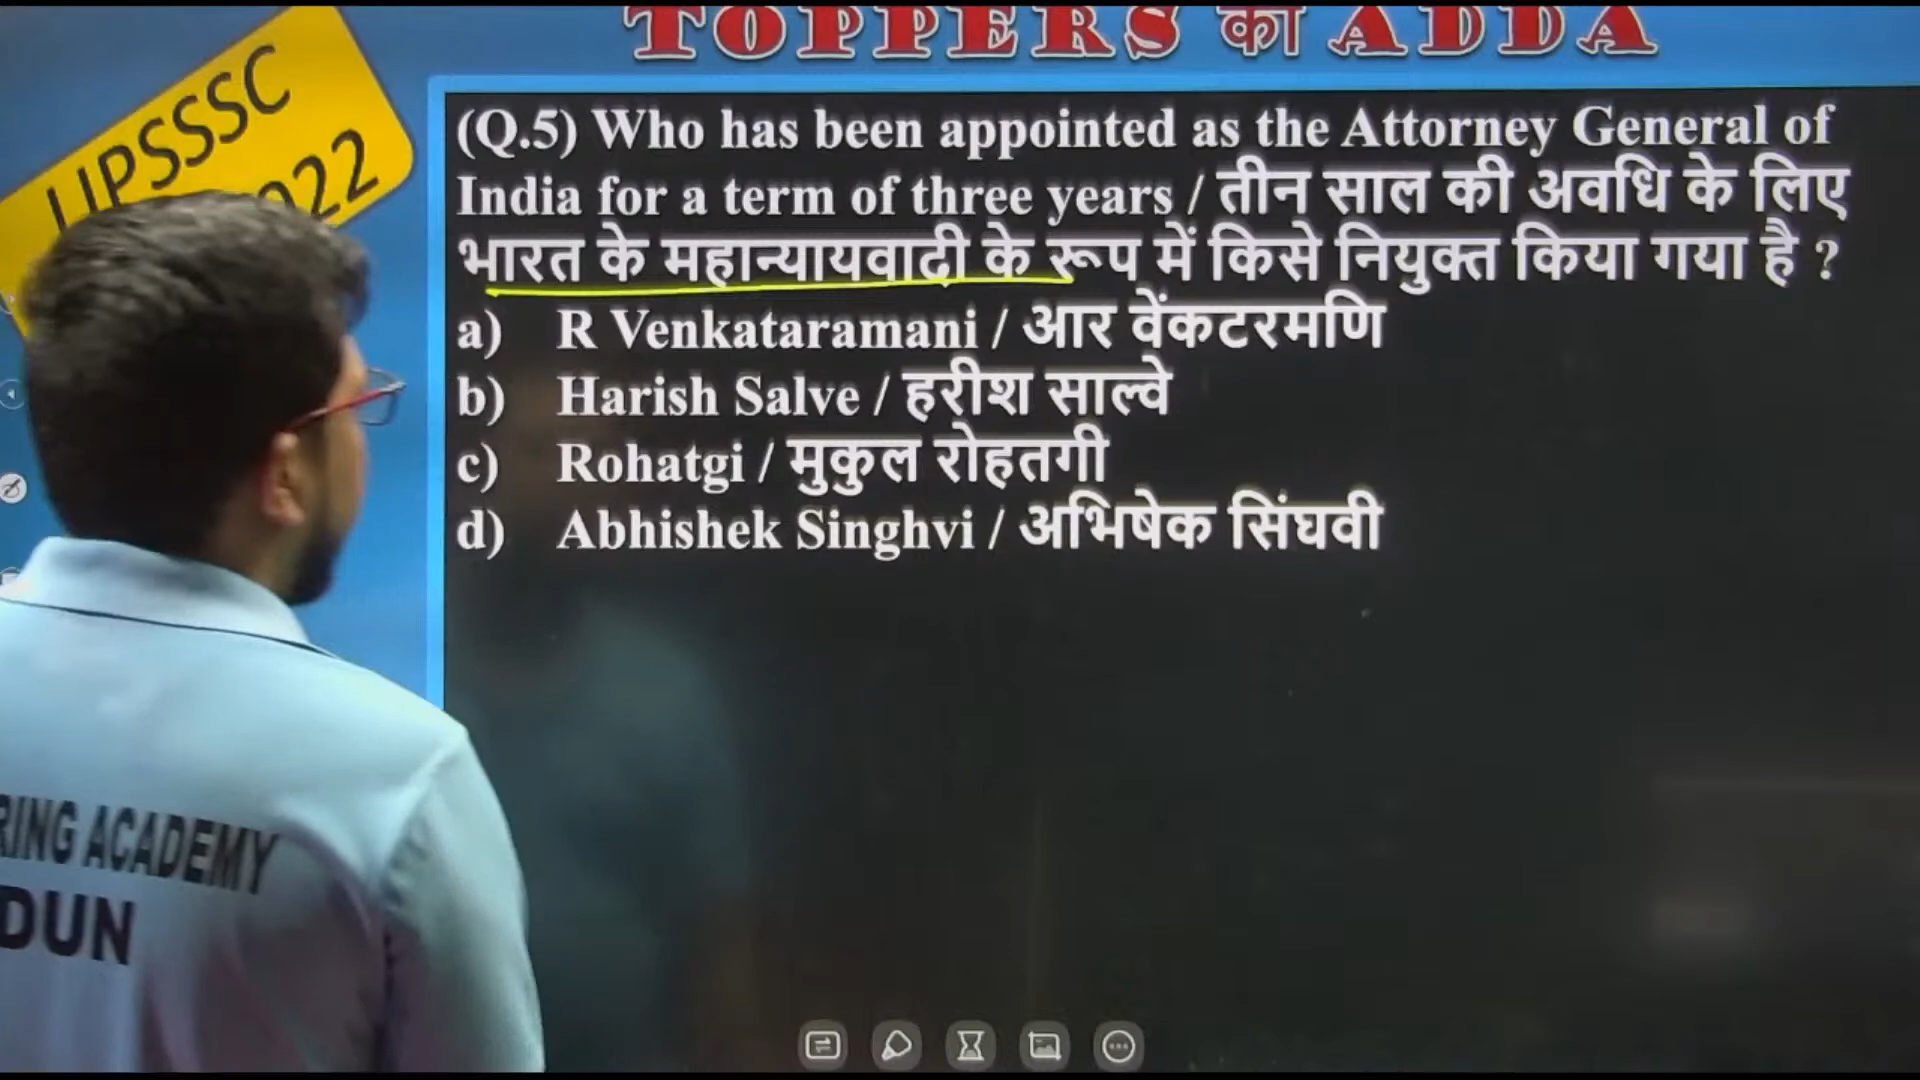 TOPPERS का ADDA
UPSSSC
022
(Q.5) Who has been appointed as the Attorney General of
India for a term of three years / तीन साल की अवधि के लिए
भारत के महान्यायवादी के रूप में किसे नियुक्त किया गया है ?
a) R Venkataramani / आर वेंकटरमणि
b) Harish Salve / हरीश साल्वे
c) Rohatgi / मुकुल रोहतगी
d) Abhishek Singhvi / अभिषेक सिंघवी
RING ACADEMY
DUN